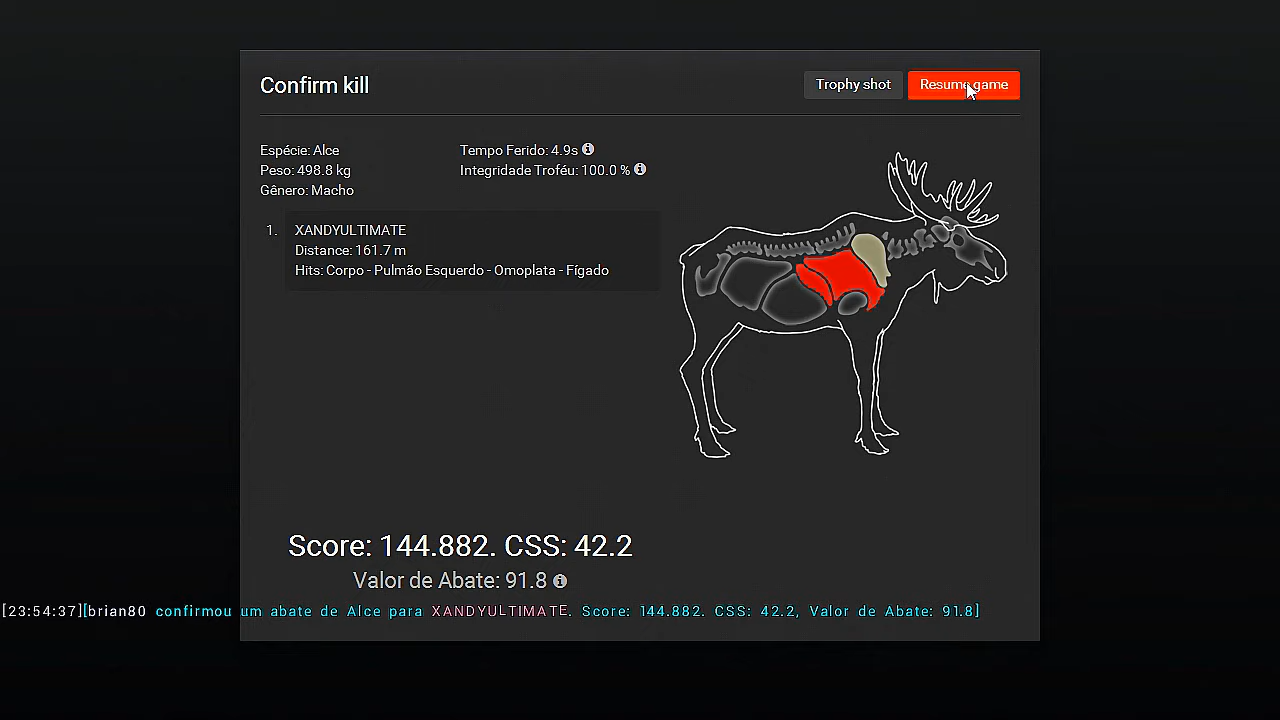 Confirm kill
Trophy shot
Resume game
Espécie: Alce
Peso: 498.8 kg
Gênero: Macho
Tempo Ferido: 4.9s
Integridade Troféu: 100.0 %
1. XANDYULTIMATE
Distance: 161.7 m
Hits: Corpo - Pulmão Esquerdo - Omoplata - Fígado
Score: 144.882. CSS: 42.2
Valor de Abate: 91.8
[23:54:37][brian80 confirmou um abate de Alce para XANDYULTIMATE. Score: 144.882. CSS: 42.2, Valor de Abate: 91.8]